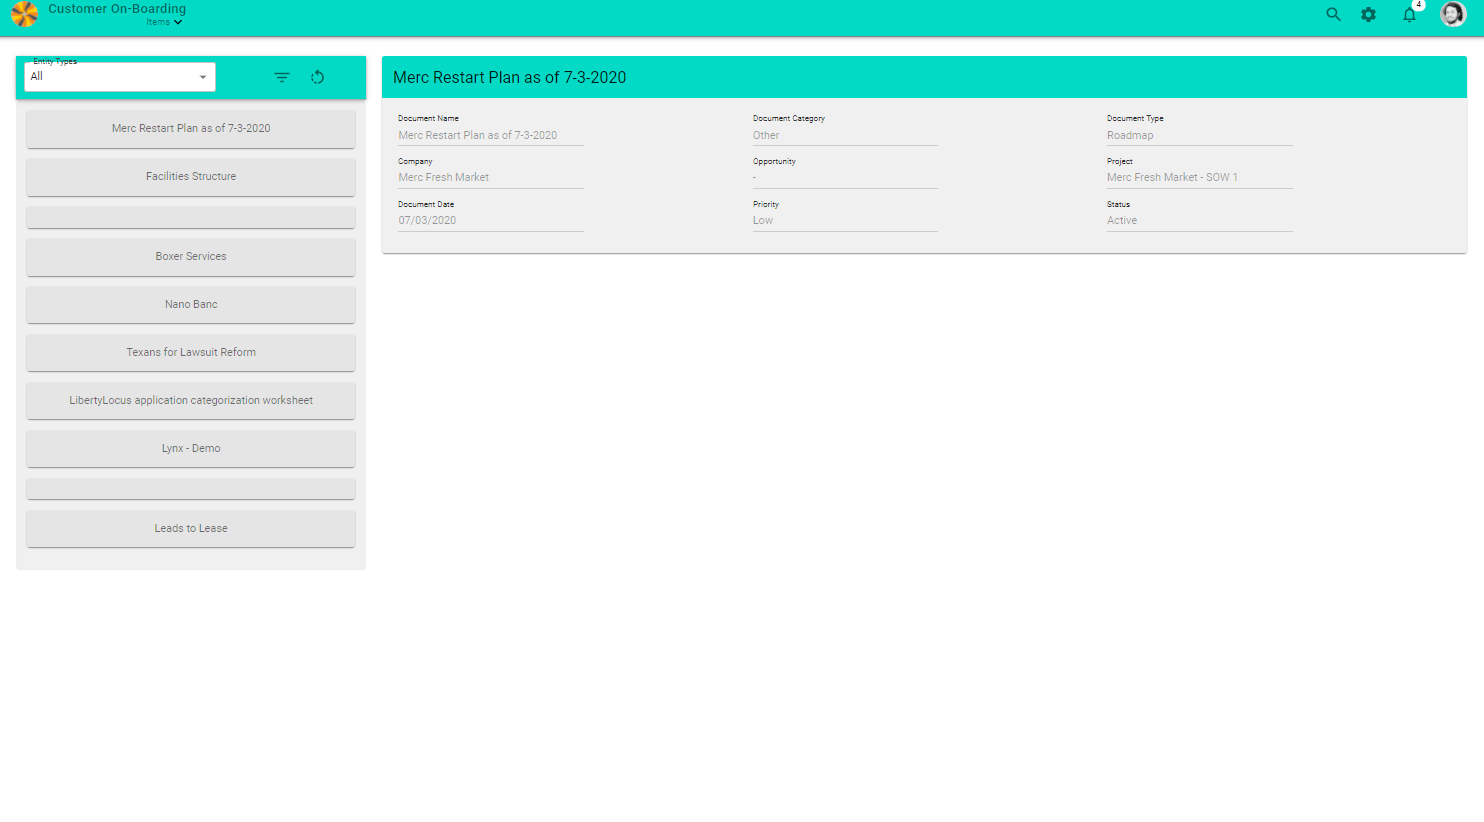 Customer On-Boarding
Items
4
Entity Types
All
Merc Restart Plan as of 7-3-2020
Facilities Structure
Boxer Services
Nano Banc
Texans for Lawsuit Reform
LibertyLocus application categorization worksheet
Lynx - Demo
Leads to Lease
Merc Restart Plan as of 7-3-2020
Document Name
Merc Restart Plan as of 7-3-2020
Document Category
Other
Document Type
Roadmap
Company
Merc Fresh Market
Opportunity
-
Project
Merc Fresh Market - SOW 1
Document Date
07/03/2020
Priority
Low
Status
Active